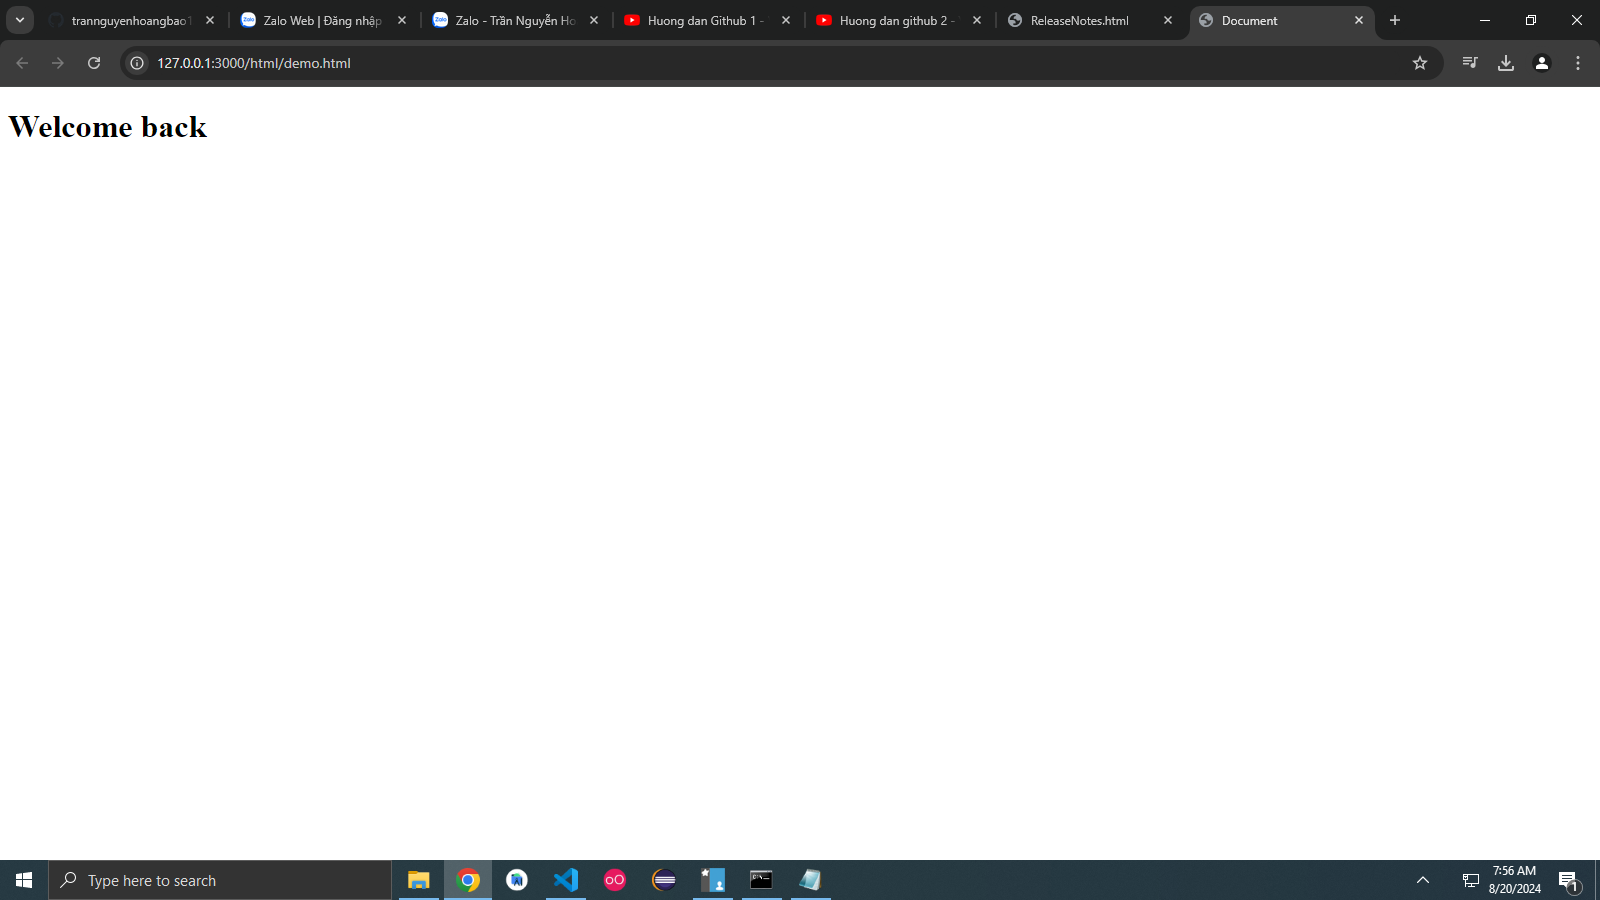 trannguyenhoangbao1
Zalo Web | Đăng nhập
Zalo - Trần Nguyễn Ho
Huong dan Github 1 -
Huong dan github 2 -
ReleaseNotes.html
Document
127.0.0.1:3000/html/demo.html
Welcome back
Type here to search
7:56 AM
8/20/2024
1